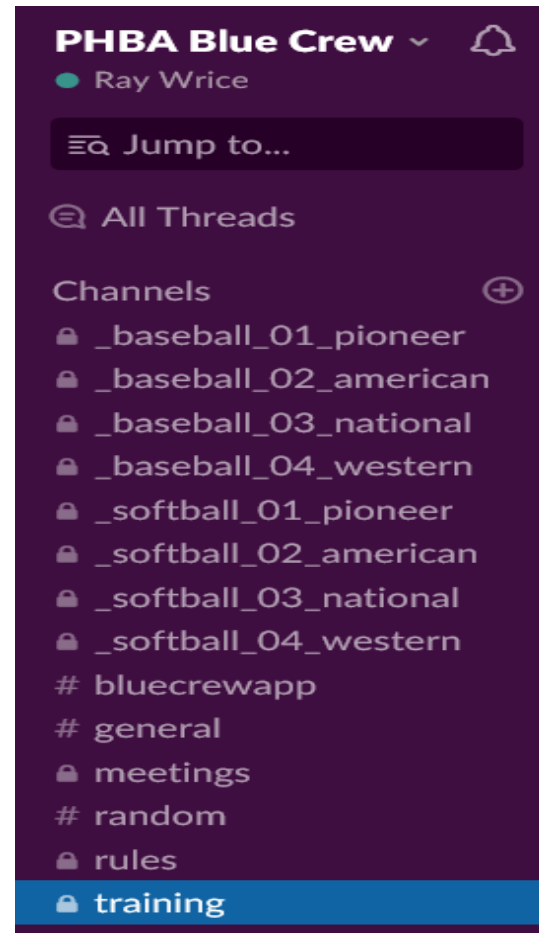 PHBA Blue Crew
Ray Wrice
Jump to...
All Threads
Channels
_baseball_01_pioneer
_baseball_02_american
_baseball_03_national
_baseball_04_western
_softball_01_pioneer
_softball_02_american
_softball_03_national
_softball_04_western
# bluecrewapp
# general
meetings
# random
rules
training